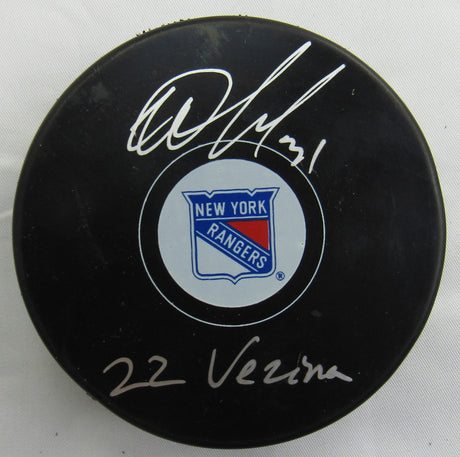 31
NEW YORK
RANGERS
®
22 Vezina